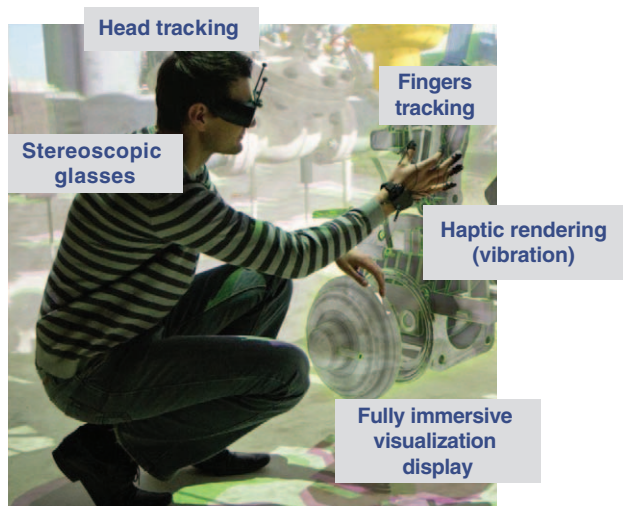 Head tracking
Fingers
tracking
Stereoscopic
glasses
Haptic rendering
(vibration)
Fully immersive
visualization
display